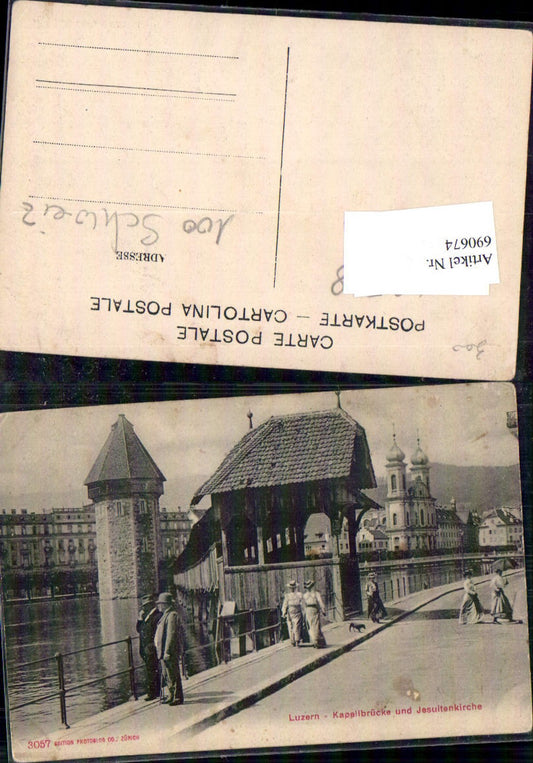 CARTE POSTALE
POSTKARTE — CARTOLINA POSTALE
300
Artikel Nr.
690674
ADRESSE
100 Schweiz
Luzern - Kapellbrücke und Jesuitenkirche
3057 EDITION PHOTOGLOB CO., ZÜRICH